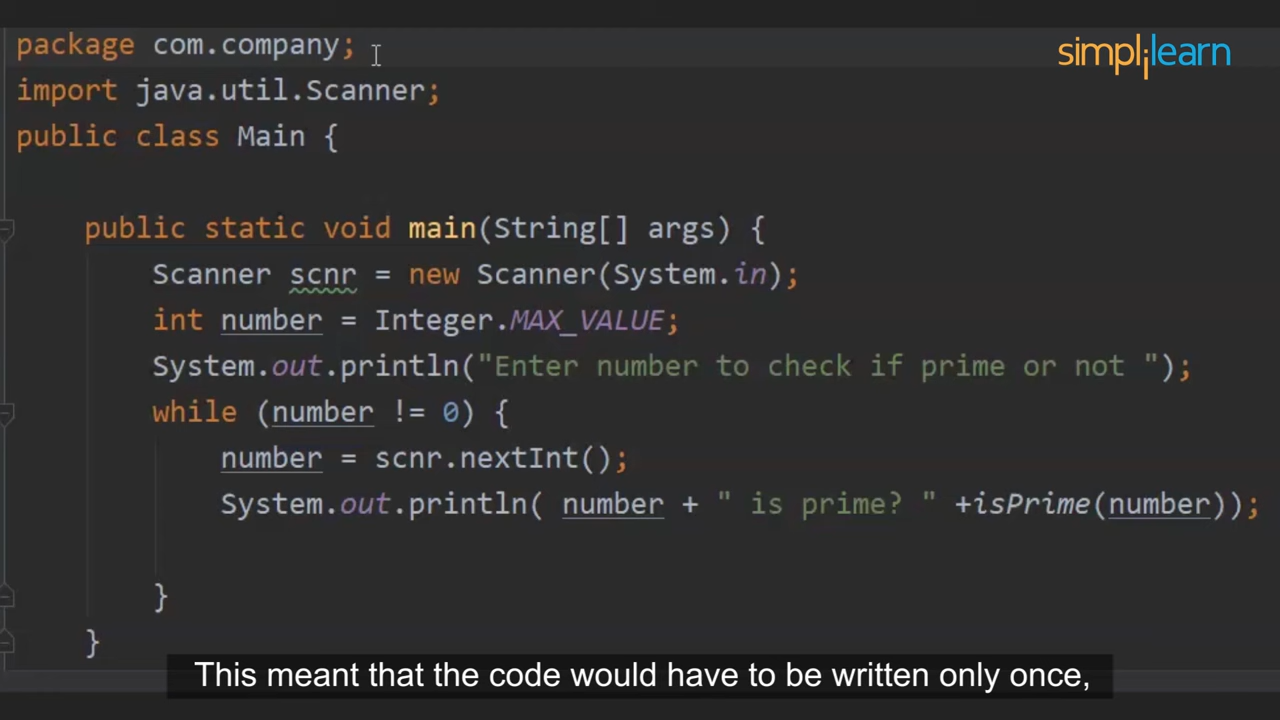 package com.company;
simplilearn
import java.util.Scanner;
public class Main {
public static void main(String[] args) {
Scanner scnr = new Scanner(System.in);
int number = Integer.MAX_VALUE;
System.out.println("Enter number to check if prime or not ");
while (number != 0) {
number = scnr.nextInt();
System.out.println( number + " is prime? " +isPrime(number));
}
}
This meant that the code would have to be written only once,